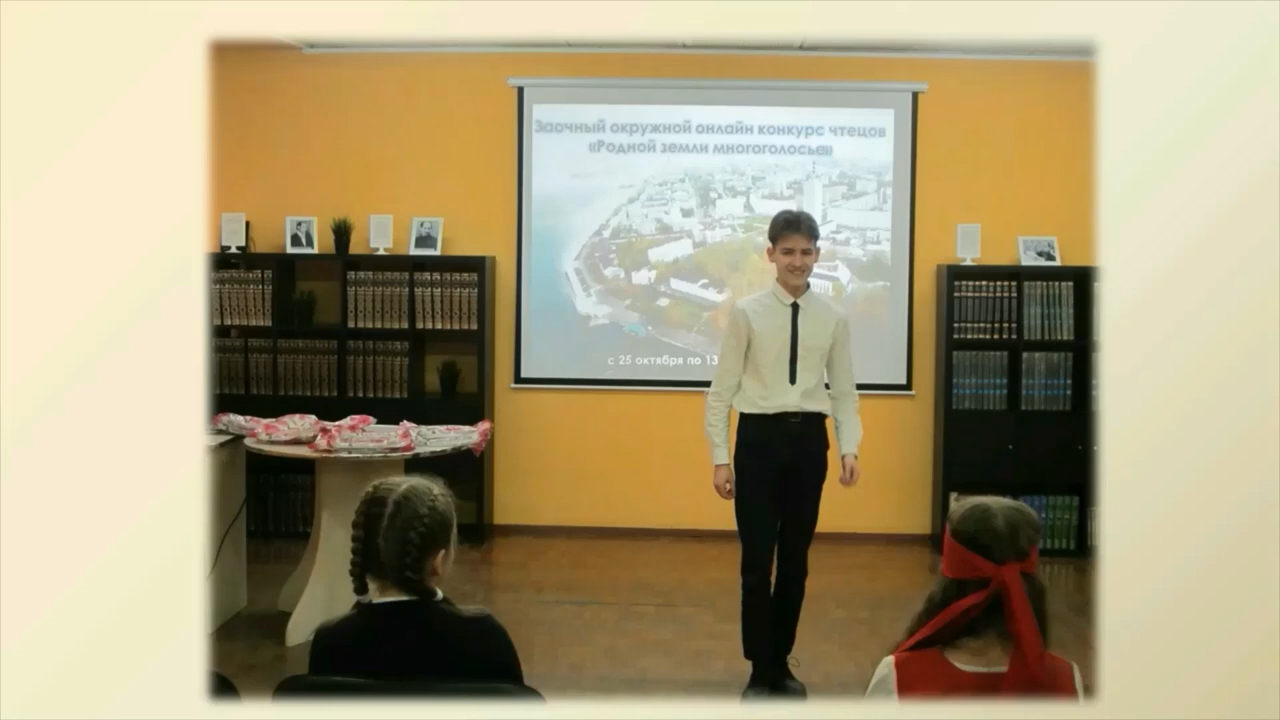 Заочный окружной онлайн конкурс чтецов
«Родной земли многоголосье»
с 25 октября по 13